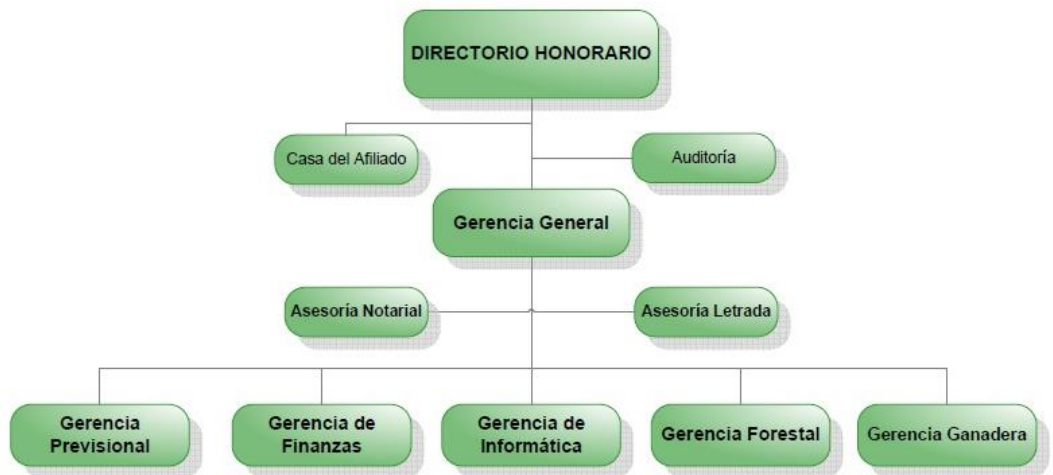 DIRECTORIO HONORARIO
Casa del Afiliado
Auditoría
Gerencia General
Asesoría Notarial
Asesoría Letrada
Gerencia
Previsional
Gerencia de
Finanzas
Gerencia de
Informática
Gerencia Forestal
Gerencia Ganadera